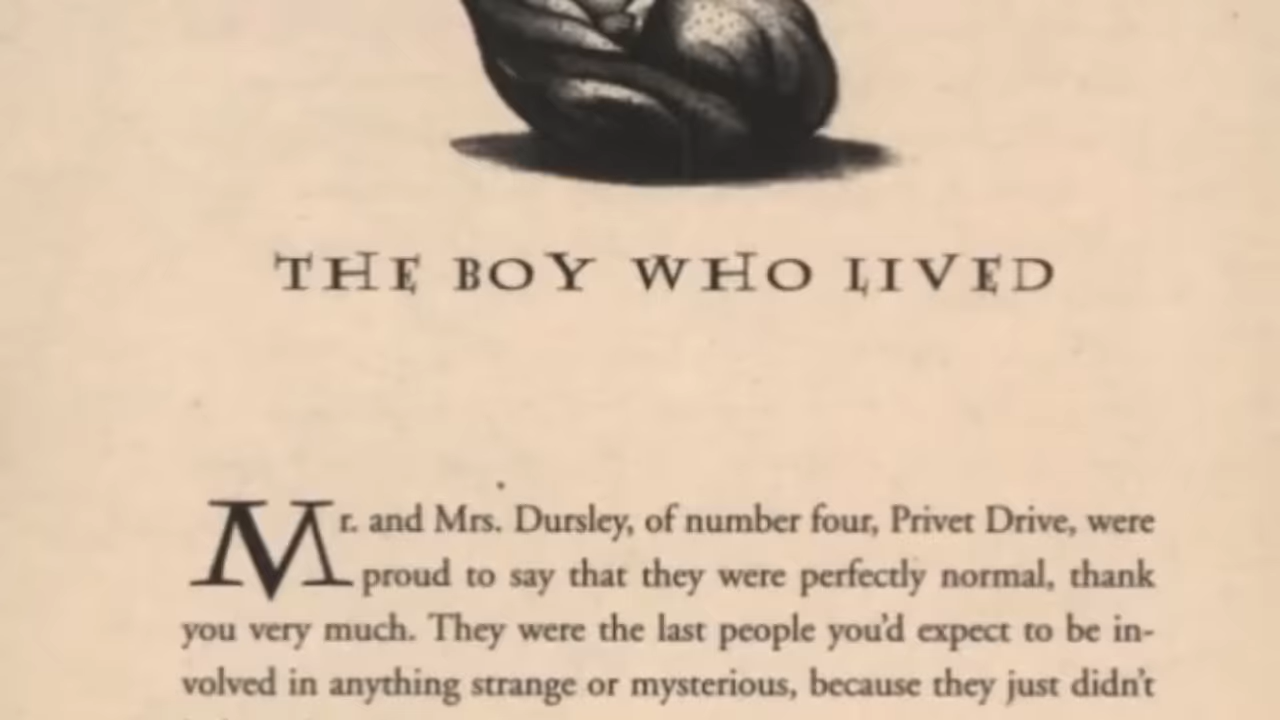 THE BOY WHO LIVED
Mr. and Mrs. Dursley, of number four, Privet Drive, were
proud to say that they were perfectly normal, thank
you very much. They were the last people you'd expect to be in-
volved in anything strange or mysterious, because they just didn't